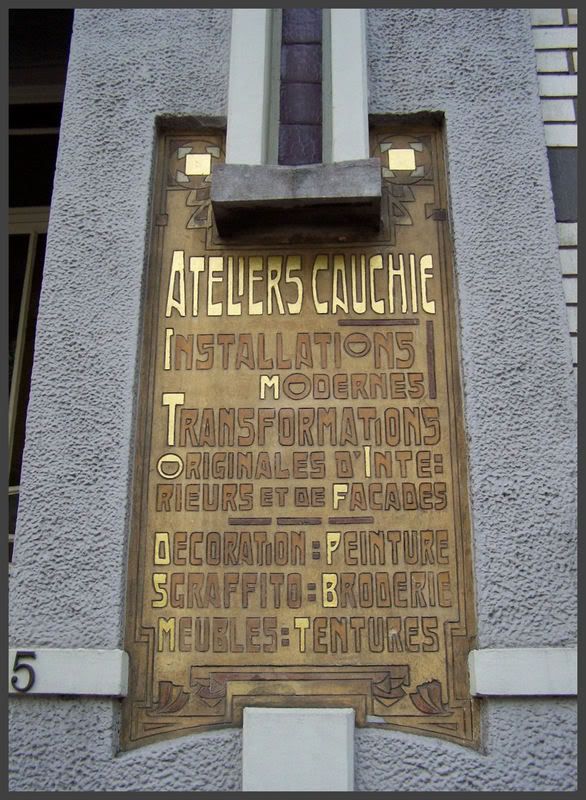 ATELIERS CAUCHIE
INSTALLATIONS
MODERNES
TRANSFORMATIONS
ORIGINALES D'INTE=
RIEURS ET DE FACADES
DECORATION = PEINTURE
SGRAFFITO = BRODERIE
MEUBLES = TENTURES
5